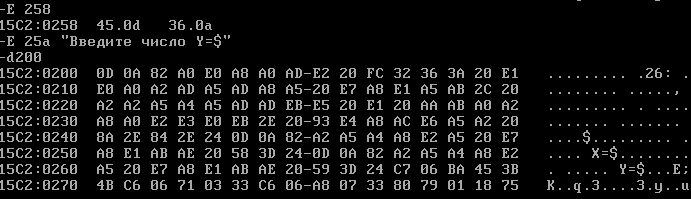 -E 258
15C2:0258  45.0d   36.0a
-E 25a "Введите число Y=$"
-d200
15C2:0200  0D 0A 82 A0 E0 A8 A0 AD-E2 20 FC 32 36 3A 20 E1   ......... .26: .
15C2:0210  E0 A0 A2 AD A5 AD A8 A5-20 E7 A8 E1 A5 AB 2C 20   ........ .....,
15C2:0220  A2 A2 A5 A4 A5 AD AD EB-E5 20 E1 20 AA AB A0 A2   ......... . ....
15C2:0230  A8 A0 E2 E3 E0 EB 2E 20-93 E4 A8 AC E6 A5 A2 20   ....... .......
15C2:0240  8A 2E 84 2E 24 0D 0A 82-A2 A5 A4 A8 E2 A5 20 E7   ....$......... .
15C2:0250  A8 E1 AB AE 20 58 3D 24-0D 0A 82 A2 A5 A4 A8 E2   .... X=$........
15C2:0260  A5 20 E7 A8 E1 AB AE 20-59 3D 24 C7 06 BA 45 3B   . ..... Y=$...E;
15C2:0270  4B C6 06 71 03 33 C6 06-A8 07 33 80 79 01 18 75   K..q.3....3.y..u